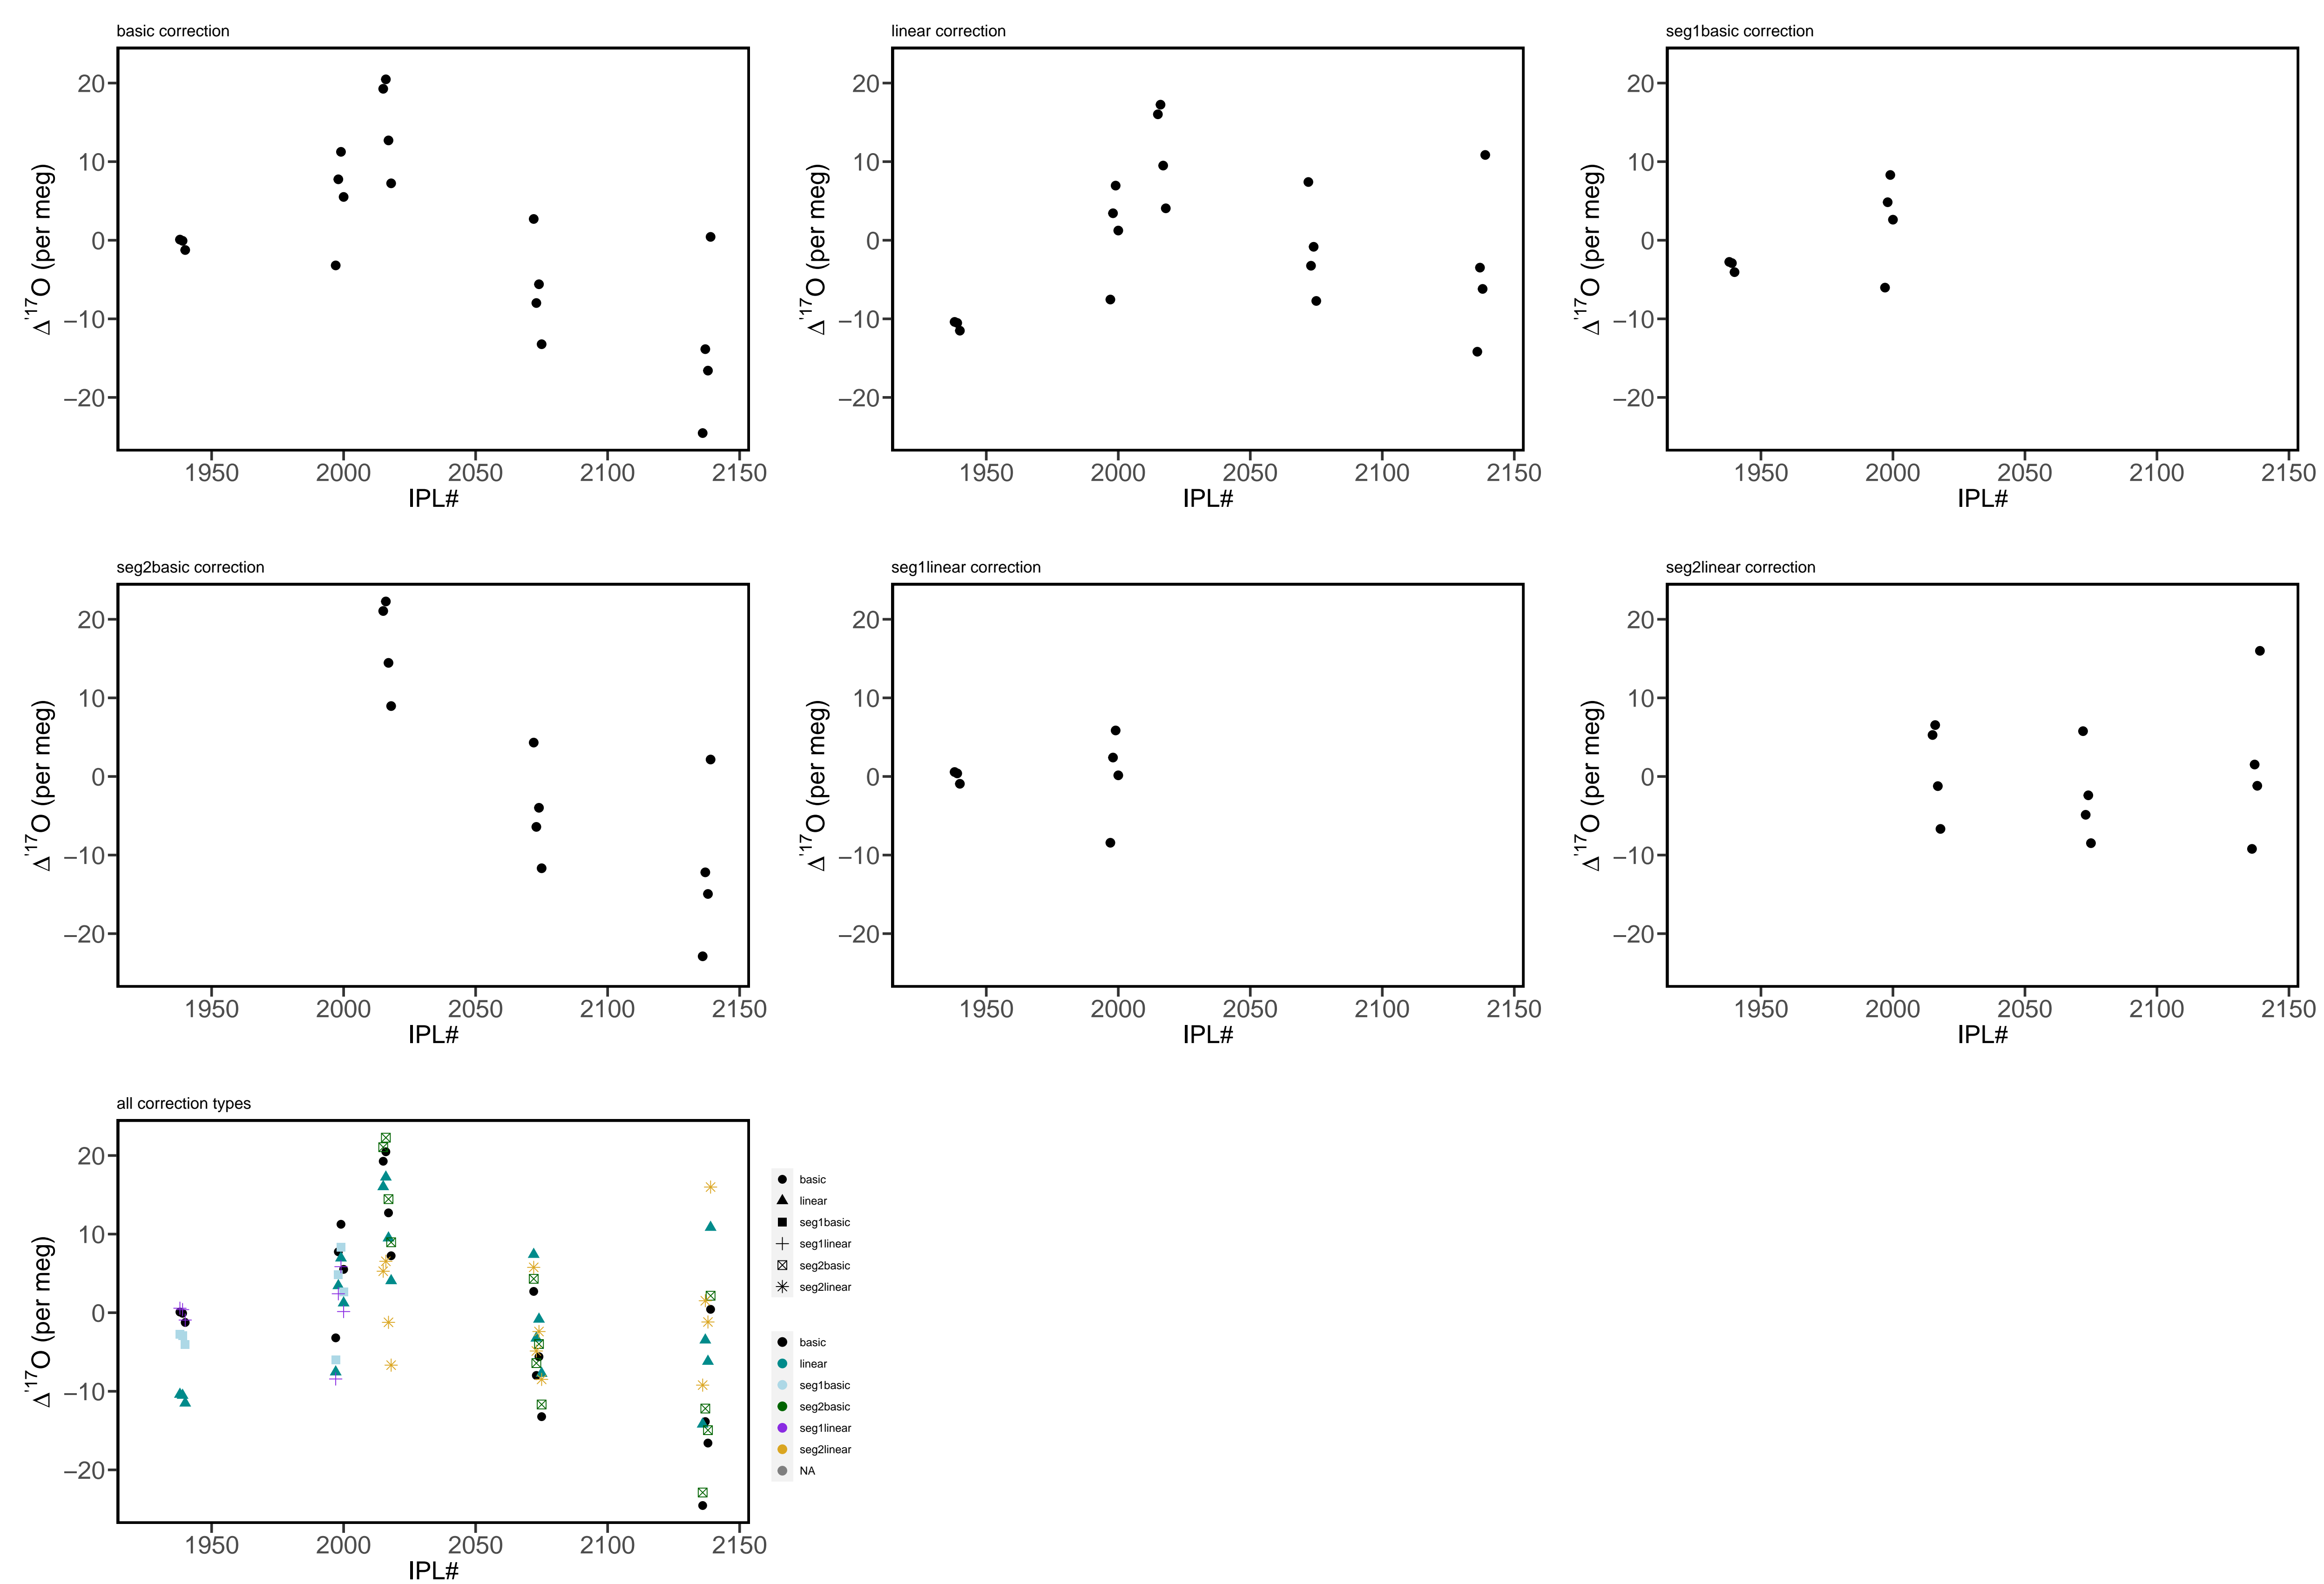 basic correction
linear correction
seg1basic correction
20
10
0
−10
−20
Δ'17O (per meg)
1950 2000 2050 2100 2150
IPL#
20
10
0
−10
−20
Δ'17O (per meg)
1950 2000 2050 2100 2150
IPL#
20
10
0
−10
−20
Δ'17O (per meg)
1950 2000 2050 2100 2150
IPL#
seg2basic correction
seg1linear correction
seg2linear correction
20
10
0
−10
−20
Δ'17O (per meg)
1950 2000 2050 2100 2150
IPL#
20
10
0
−10
−20
Δ'17O (per meg)
1950 2000 2050 2100 2150
IPL#
20
10
0
−10
−20
Δ'17O (per meg)
1950 2000 2050 2100 2150
IPL#
all correction types
20
10
0
−10
−20
Δ'17O (per meg)
1950 2000 2050 2100 2150
IPL#
basic
linear
seg1basic
seg1linear
seg2basic
seg2linear
basic
linear
seg1basic
seg2basic
seg1linear
seg2linear
NA